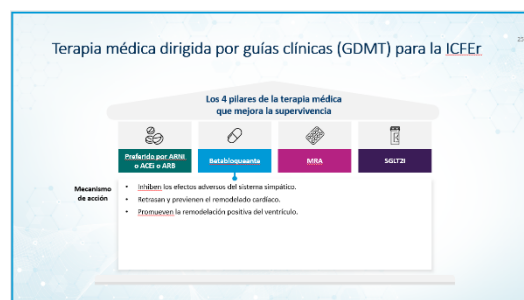 Terapia médica dirigida por guías clínicas (GDMT) para la ICFEr
Los 4 pilares de la terapia médica
que mejora la supervivencia
Preferido por ARNI
o ACEi o ARB
Betabloqueante
MRA
SGLT2i
Mecanismo
de acción
• Inhiben los efectos adversos del sistema simpático.
• Retrasan y previenen el remodelado cardíaco.
• Promueven la remodelación positiva del ventrículo.